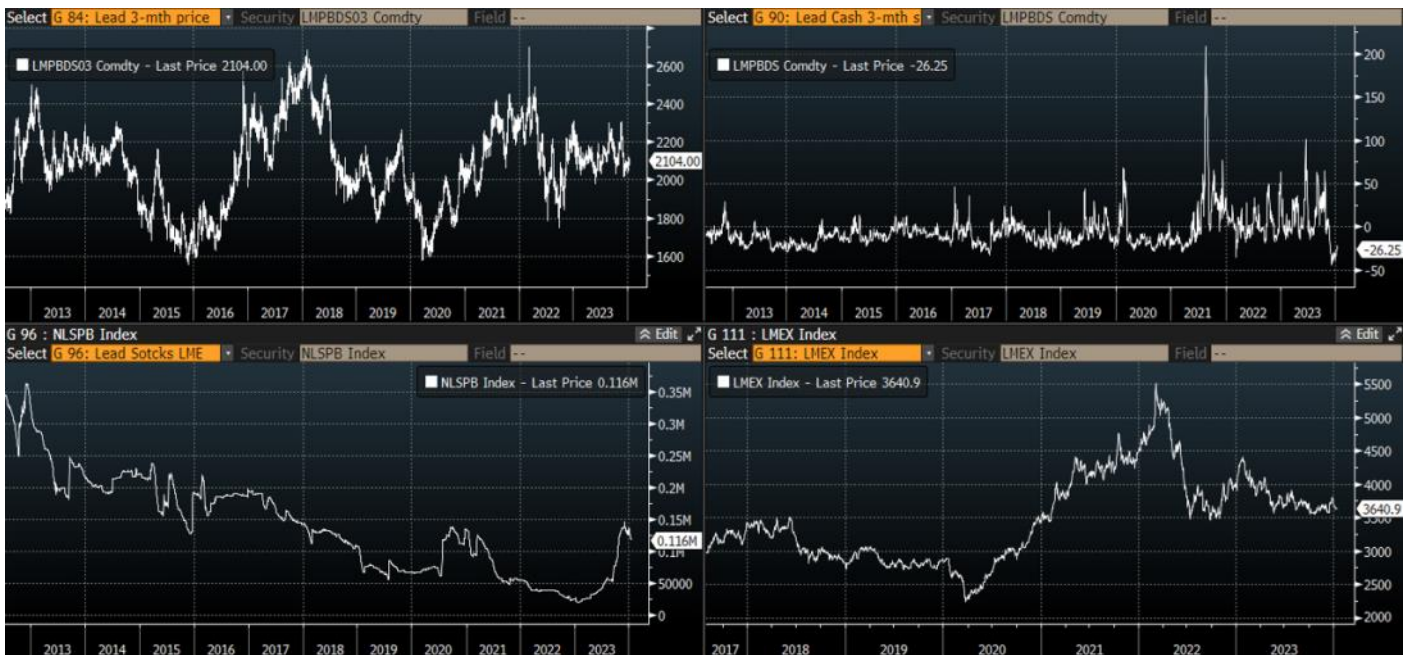 Select G 84: Lead 3-mth price Security LMPBDS03 Comdty Field --
LMPBDS03 Comdty - Last Price 2104.00
2600
2400
2200
2104.00
2000
1800
1600
2013 2014 2015 2016 2017 2018 2019 2020 2021 2022 2023
Select G 90: Lead Cash 3-mth s Security LMPBDS Comdty Field --
LMPBDS Comdty - Last Price -26.25
200
150
100
50
0
-26.25
-50
2013 2014 2015 2016 2017 2018 2019 2020 2021 2022 2023
G 96 : NLSPB Index Edit
Select G 96: Lead Sotcks LME Security NLSPB Index Field --
NLSPB Index - Last Price 0.116M
0.35M
0.3M
0.25M
0.2M
0.15M
0.116M
0.1M
50000
0
2013 2014 2015 2016 2017 2018 2019 2020 2021 2022 2023
G 111 : LMEX Index Edit
Select G 111: LMEX Index Security LMEX Index Field --
LMEX Index - Last Price 3640.9
5500
5000
4500
4000
3640.9
3500
3000
2500
2000
2017 2018 2019 2020 2021 2022 2023